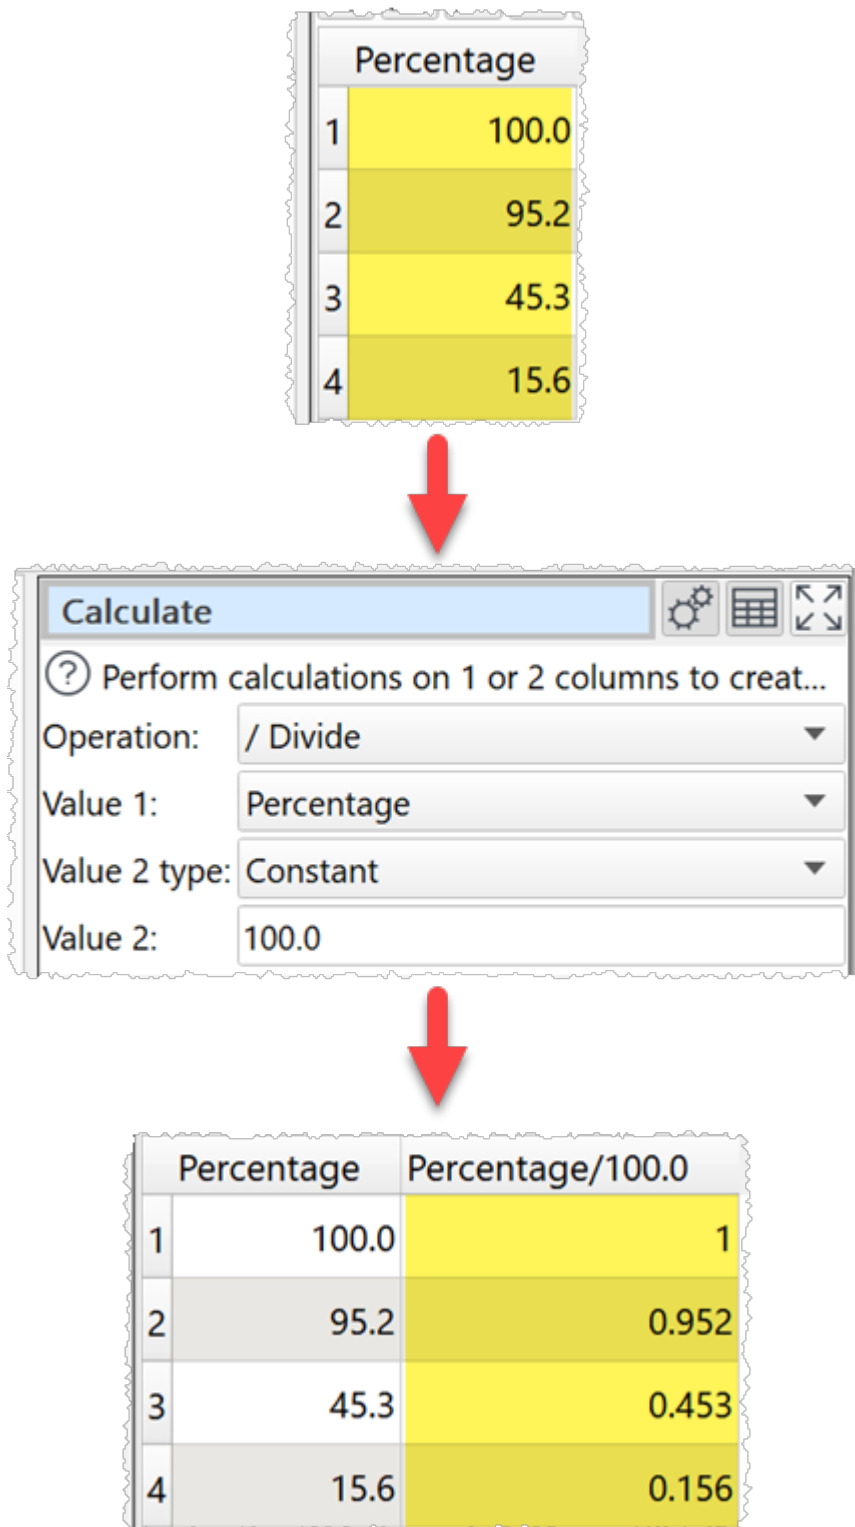 Percentage
1 100.0
2 95.2
3 45.3
4 15.6
Calculate
? Perform calculations on 1 or 2 columns to creat...
Operation: / Divide
Value 1: Percentage
Value 2 type: Constant
Value 2: 100.0
Percentage Percentage/100.0
1 100.0 1
2 95.2 0.952
3 45.3 0.453
4 15.6 0.156